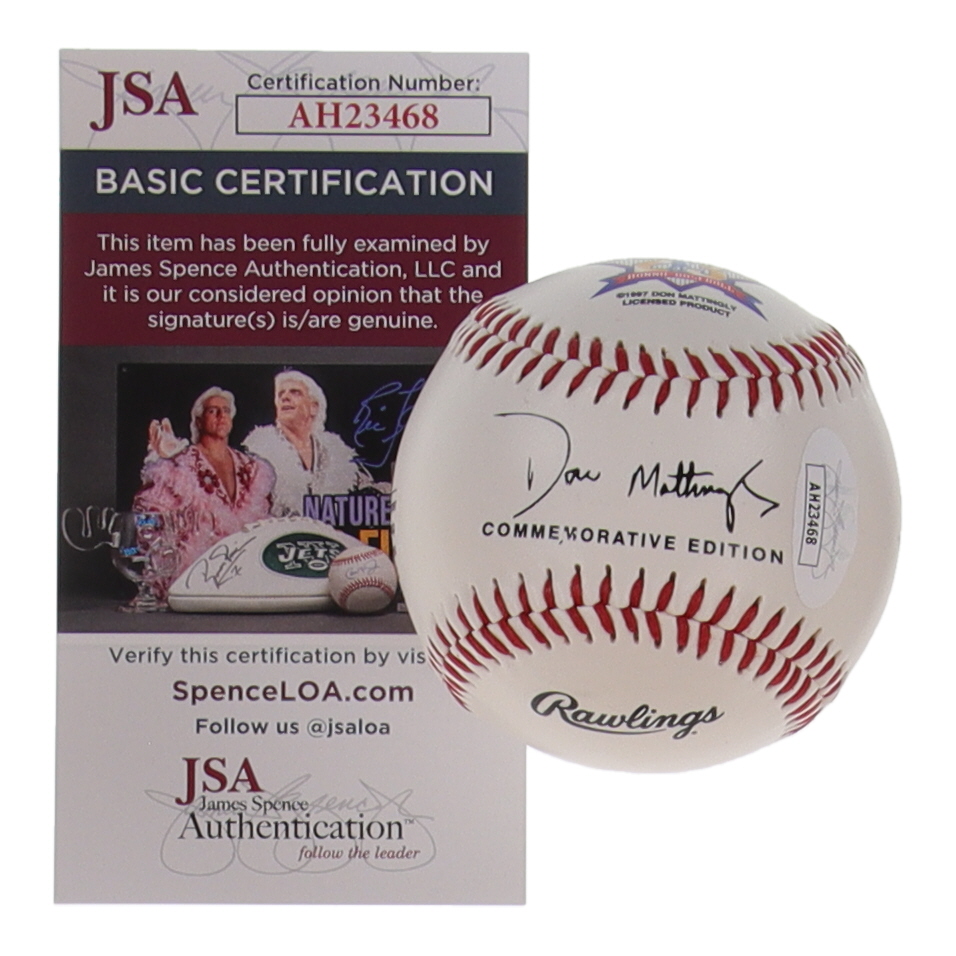 JSA
Certification Number:
AH23468
BASIC CERTIFICATION
This item has been fully examined by
James Spence Authentication, LLC and
it is our considered opinion that the
signature(s) is/are genuine.
NATURE
JETS
Verify this certification by vis
SpenceLOA.com
Follow us @jsaloa
JSA
James Spence
Authentication™
follow the leader
©1997 DON MATTINGLY
LICENSED PRODUCT
Don Mattingly
COMMEMORATIVE EDITION
AH23468
Rawlings